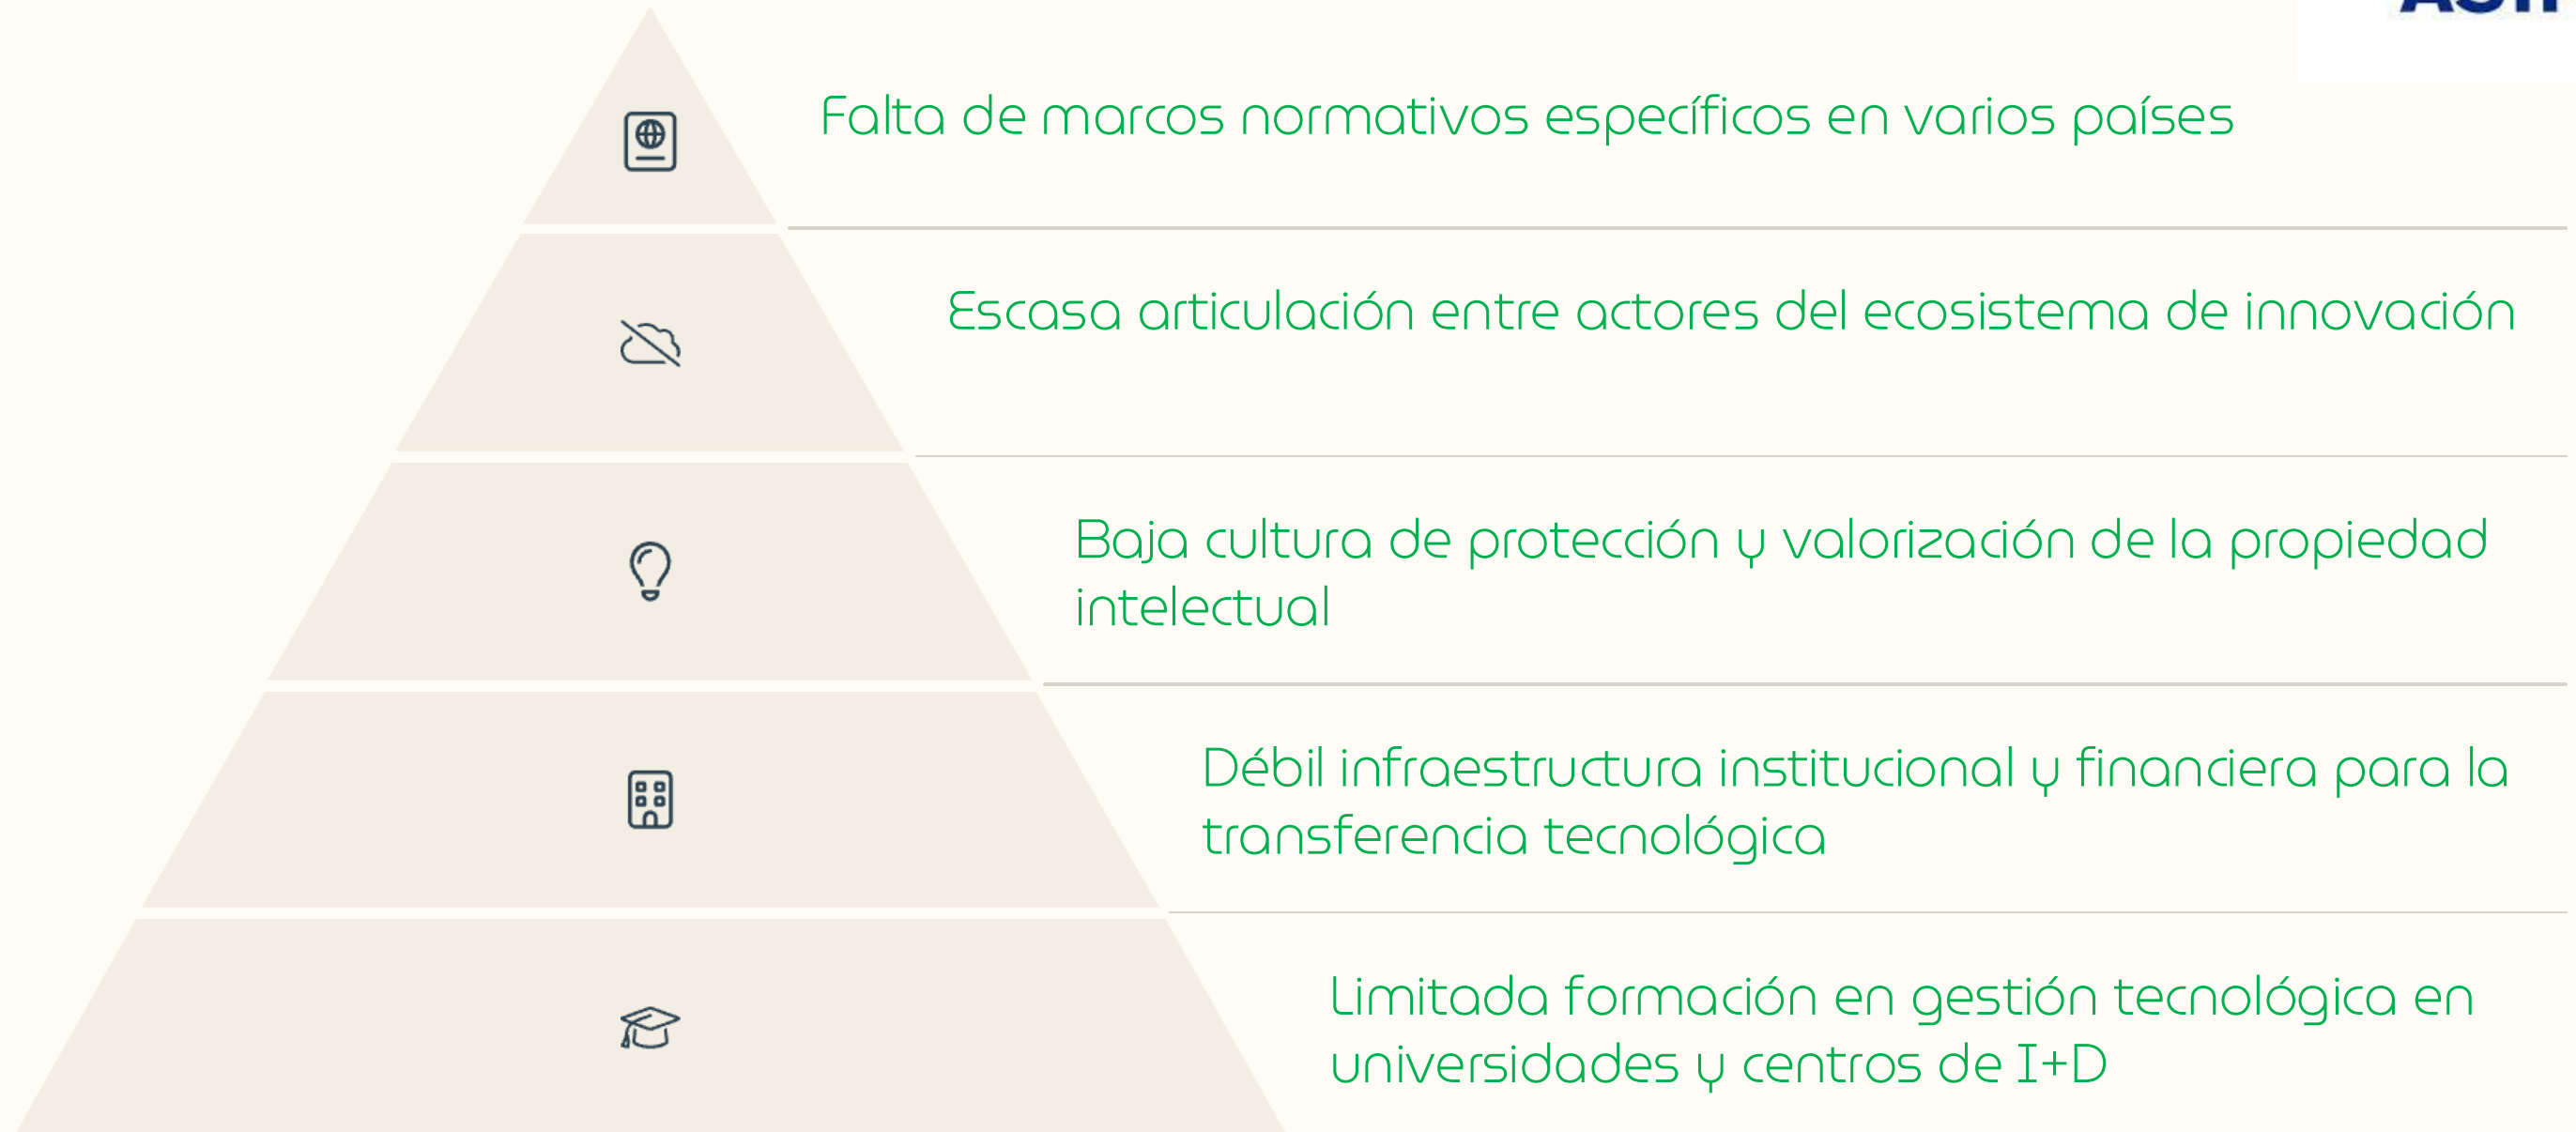 Falta de marcos normativos específicos en varios países
Escasa articulación entre actores del ecosistema de innovación
Baja cultura de protección y valorización de la propiedad
intelectual
Débil infraestructura institucional y financiera para la
transferencia tecnológica
Limitada formación en gestión tecnológica en
universidades y centros de I+D